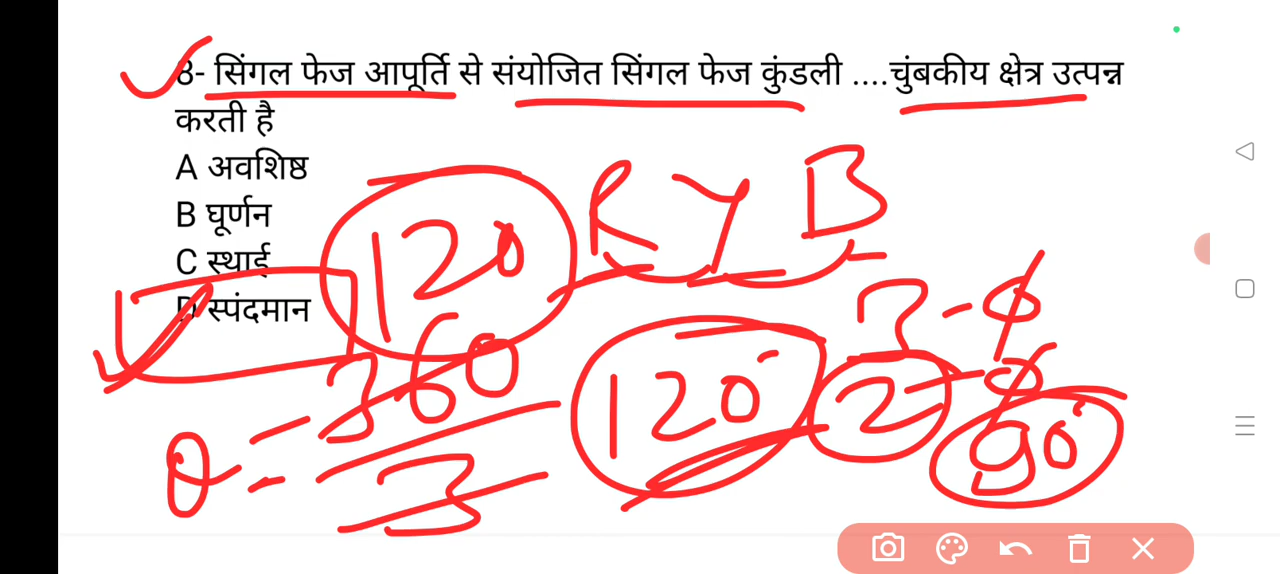 8- सिंगल फेज आपूर्ति से संयोजित सिंगल फेज कुंडली ....चुंबकीय क्षेत्र उत्पन्न
करती है
A अवशिष्ठ
B घूर्णन
C स्थाई
D स्पंदमान
120
R Y B
3-ϕ
θ = 360
3
120°
2-ϕ
90°